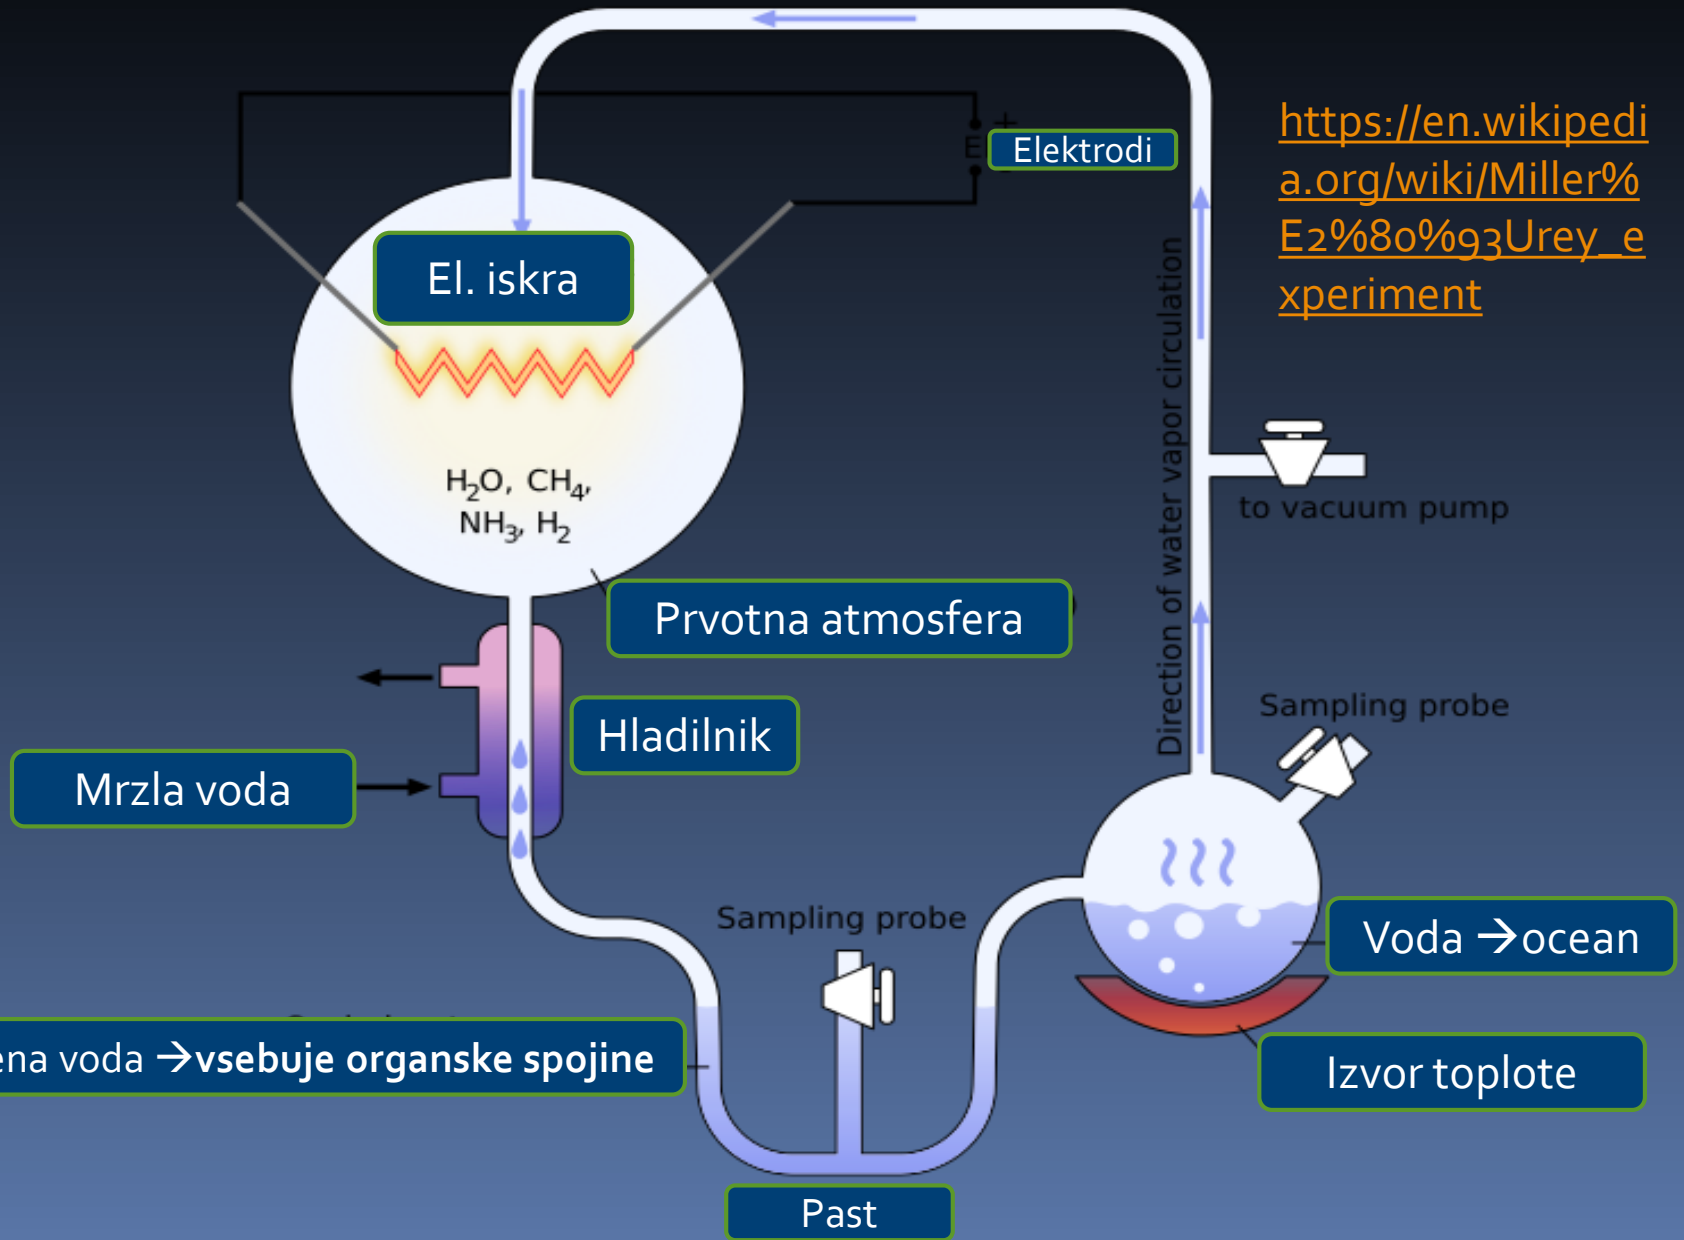 Elektrodi
https://en.wikipedi
a.org/wiki/Miller%
E2%80%93Urey_e
xperiment
El. iskra
Direction of water vapor circulation
H₂O, CH₄,
NH₃, H₂
to vacuum pump
Prvotna atmosfera
Sampling probe
Hladilnik
Mrzla voda
Sampling probe
Voda →ocean
voda →vsebuje organske spojine
Izvor toplote
Past